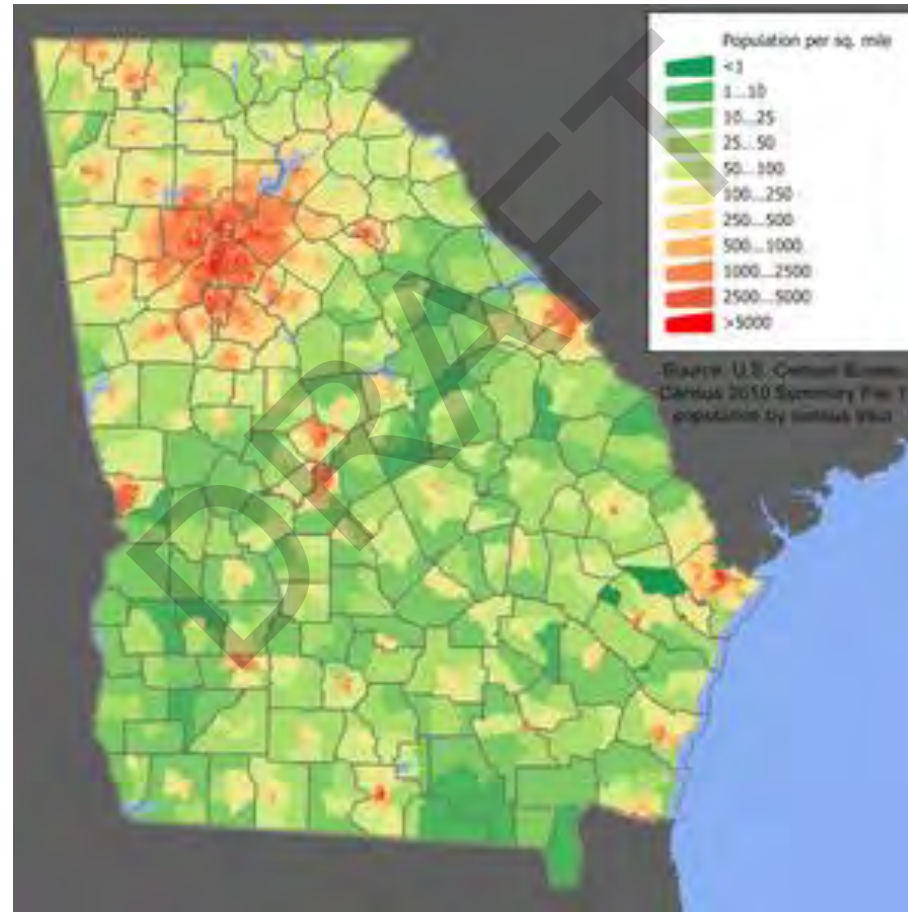 Population per sq. mile
<1
1...10
10...25
25...50
50...100
100...250
250...500
500...1000
1000...2500
2500...5000
>5000
Source: U.S. Census
Census 2010 Summary File 1
population by census
DRAFT